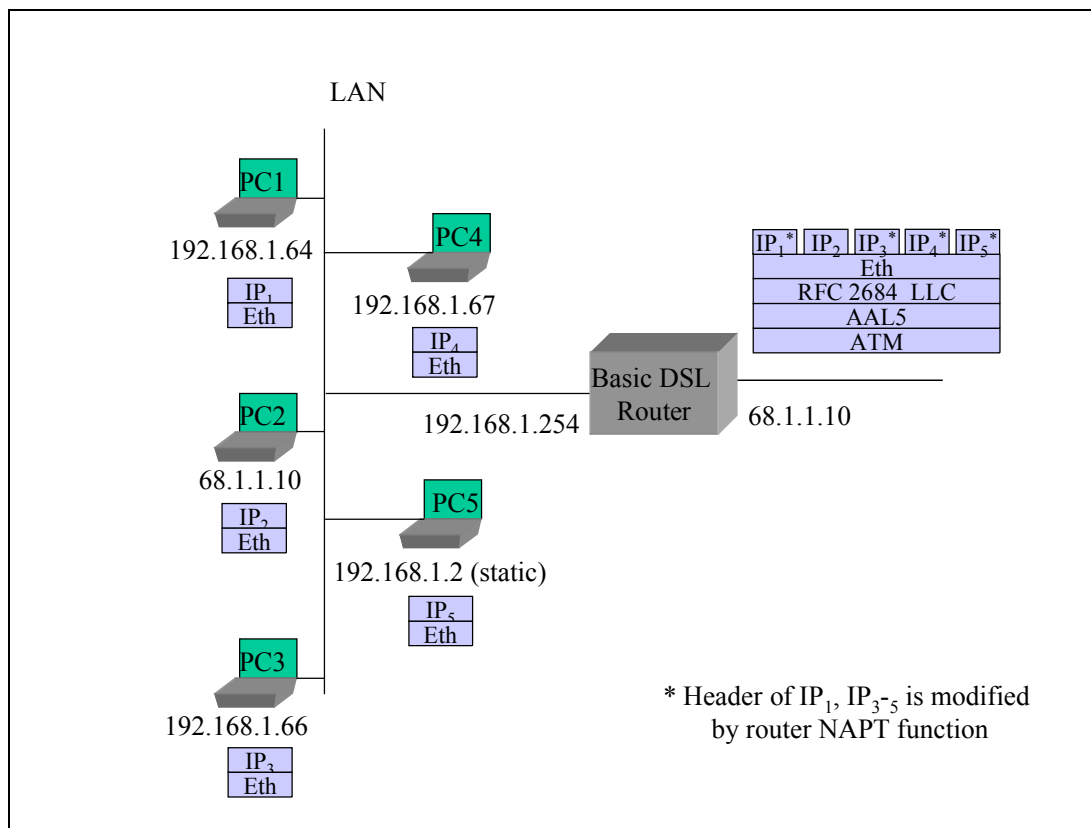 LAN
PC1
192.168.1.64
IP₁
Eth
PC4
192.168.1.67
IP₄
Eth
IP₁* IP₂ IP₃* IP₄* IP₅*
Eth
RFC 2684 LLC
AAL5
ATM
Basic DSL
Router
192.168.1.254
68.1.1.10
PC2
68.1.1.10
IP₂
Eth
PC5
192.168.1.2 (static)
IP₅
Eth
PC3
192.168.1.66
IP₃
Eth
* Header of IP₁, IP₃-₅ is modified
by router NAPT function